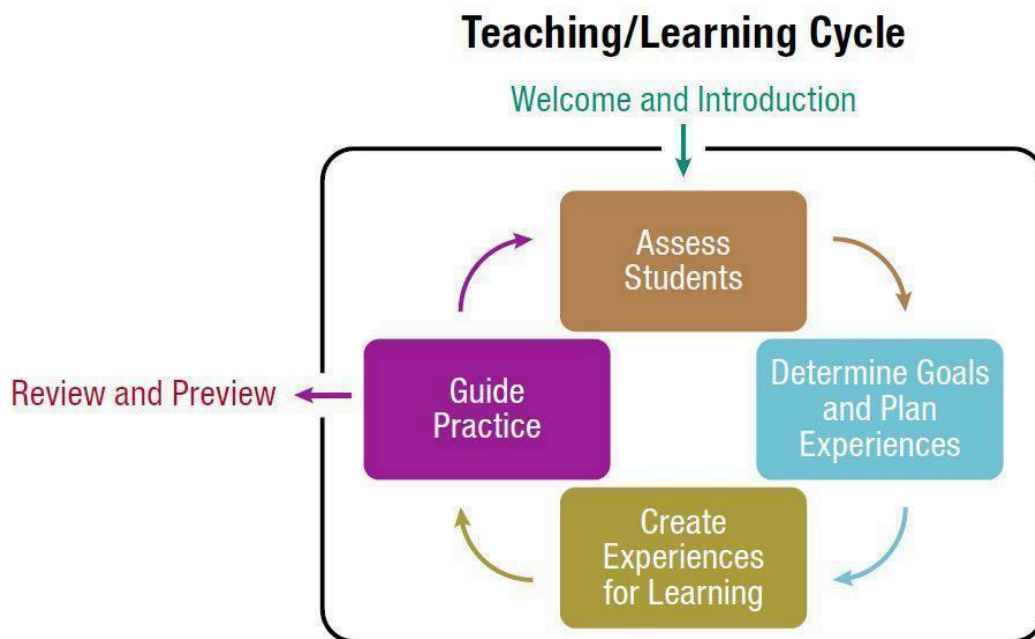 Teaching/Learning Cycle
Welcome and Introduction
Assess
Students
Determine Goals
and Plan
Experiences
Create
Experiences
for Learning
Guide
Practice
Review and Preview